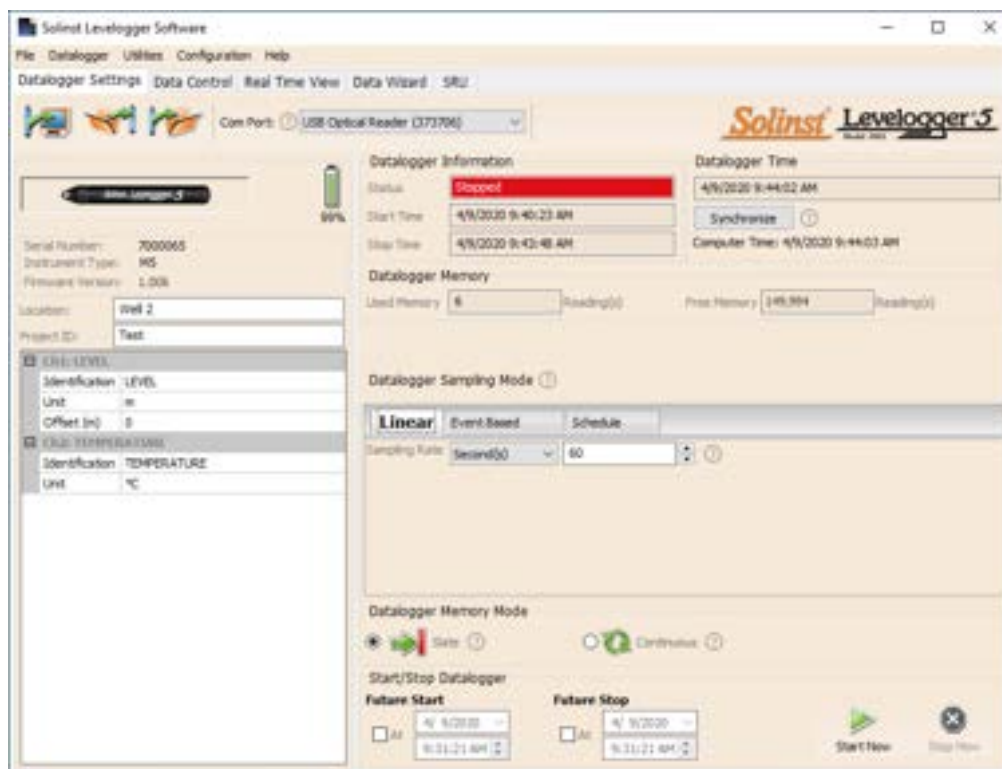 Solinst Levelogger Software
File Datalogger Utilities Configuration Help
Datalogger Settings Data Control Real Time View Data Wizard SRU
Com Port: USB Optical Reader (373706)
Solinst Levelogger 5
99%
Serial Number: 7000065
Instrument Type: M5
Firmware Version: 1.006
Location: Well 2
Project ID: Test
Ch1: LEVEL
Identification LEVEL
Unit m
Offset (m) 0
Ch2: TEMPERATURE
Identification TEMPERATURE
Unit °C
Datalogger Information
Status Stopped
Start Time 4/9/2020 9:40:23 AM
Stop Time 4/9/2020 9:43:48 AM
Datalogger Time
4/9/2020 9:44:02 AM
Synchronize
Computer Time: 4/9/2020 9:44:03 AM
Datalogger Memory
Used Memory 6 Reading(s) Free Memory 149,994 Reading(s)
Datalogger Sampling Mode
Linear Event Based Schedule
Sampling Rate Second(s) 60
Datalogger Memory Mode
Slate Continuous
Start/Stop Datalogger
Future Start
At 4/ 9/2020
9:31:21 AM
Future Stop
At 4/ 9/2020
9:31:21 AM
Start Now Stop Now